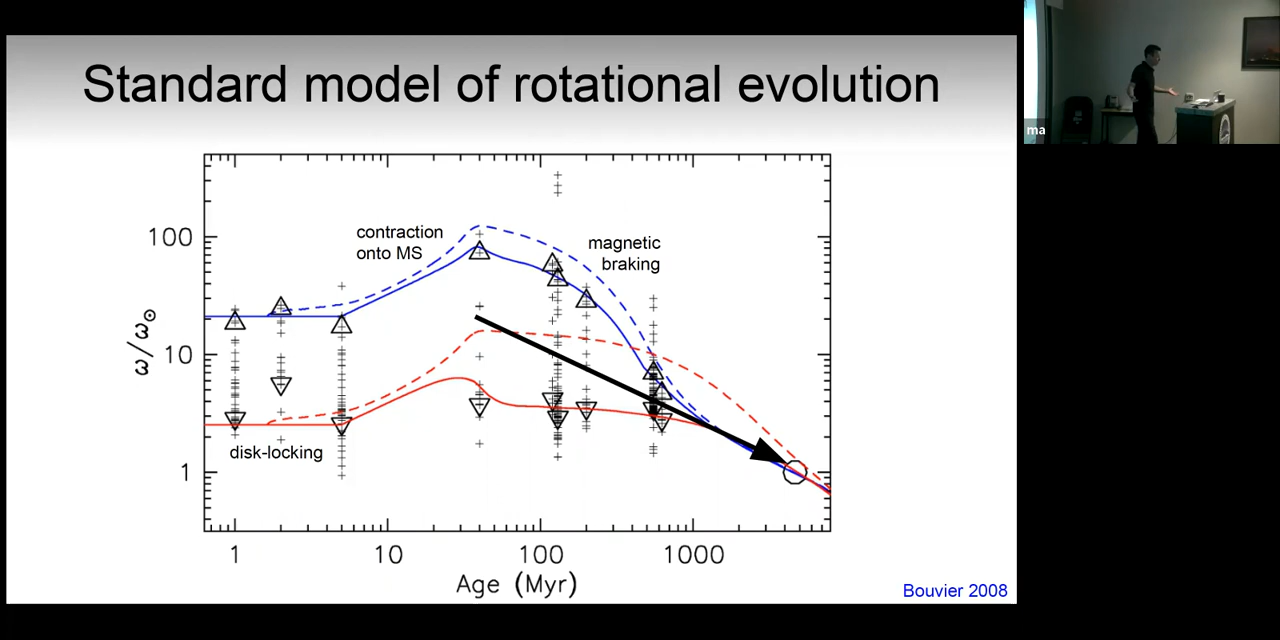 Standard model of rotational evolution
contraction
onto MS
magnetic
braking
disk-locking
100
10
1
ω/ω⊙
1
10
100
1000
Age (Myr)
Bouvier 2008
ma